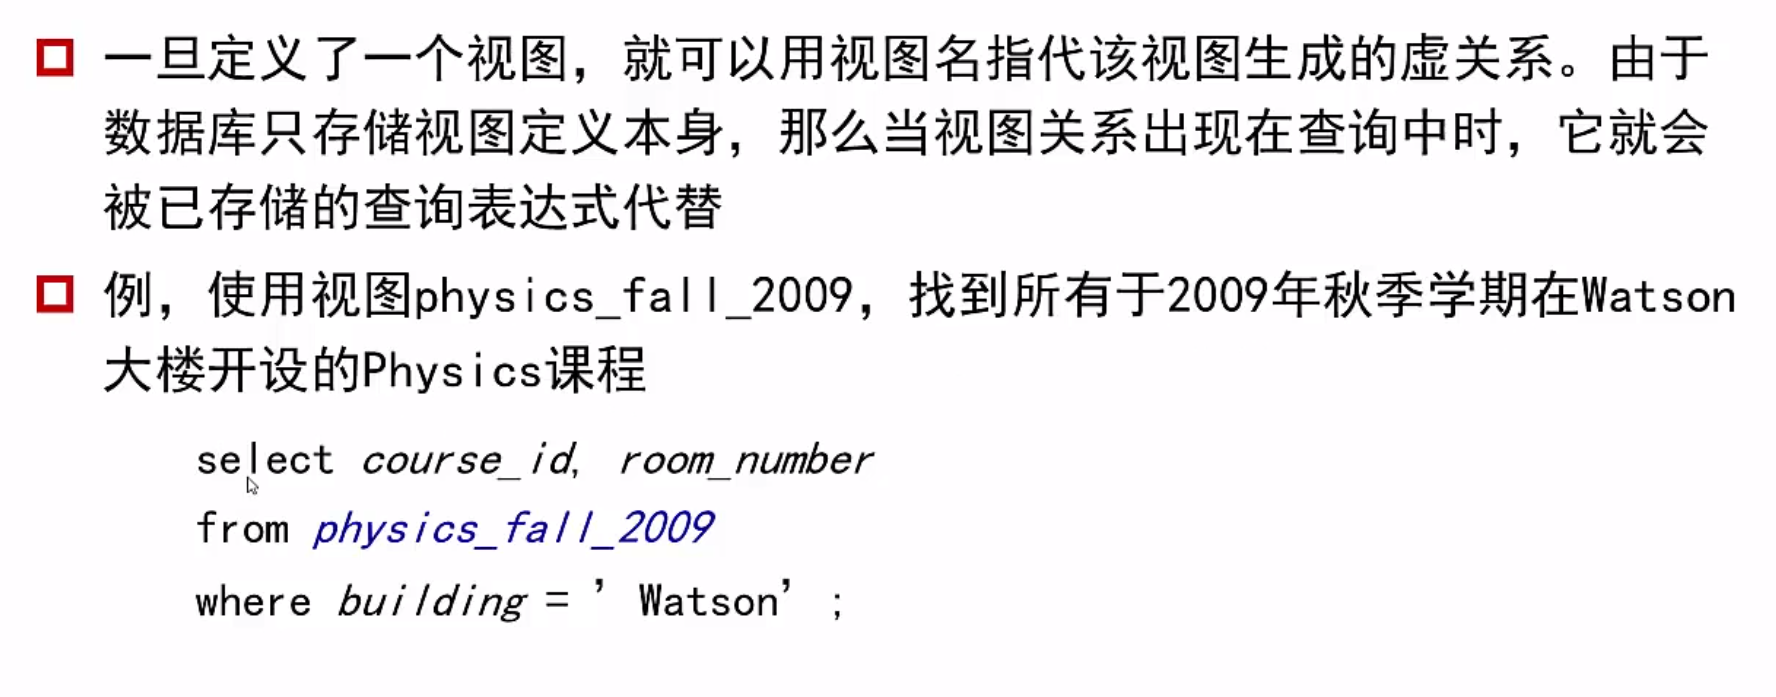 一旦定义了一个视图，就可以用视图名指代该视图生成的虚关系。由于
数据库只存储视图定义本身，那么当视图关系出现在查询中时，它就会
被已存储的查询表达式代替
例，使用视图physics_fall_2009，找到所有于2009年秋季学期在Watson
大楼开设的Physics课程
select course_id, room_number
from physics_fall_2009
where building = ’Watson’ ;